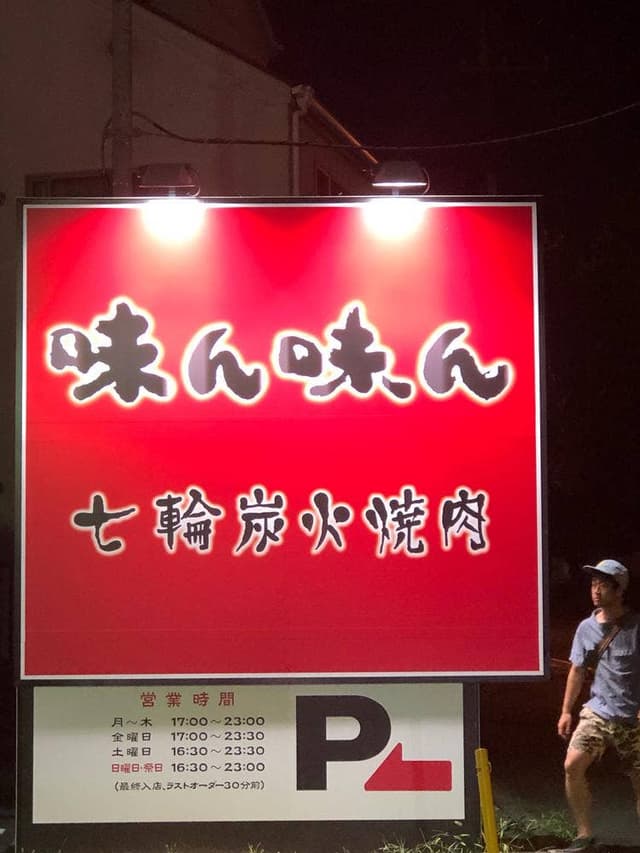 味ん味ん
七輪炭火焼肉
営業時間
月～木 17:00～23:00
金曜日 17:00～23:30
土曜日 16:30～23:30
日曜日・祭日 16:30～23:00
(最終入店、ラストオーダー30分前)
P